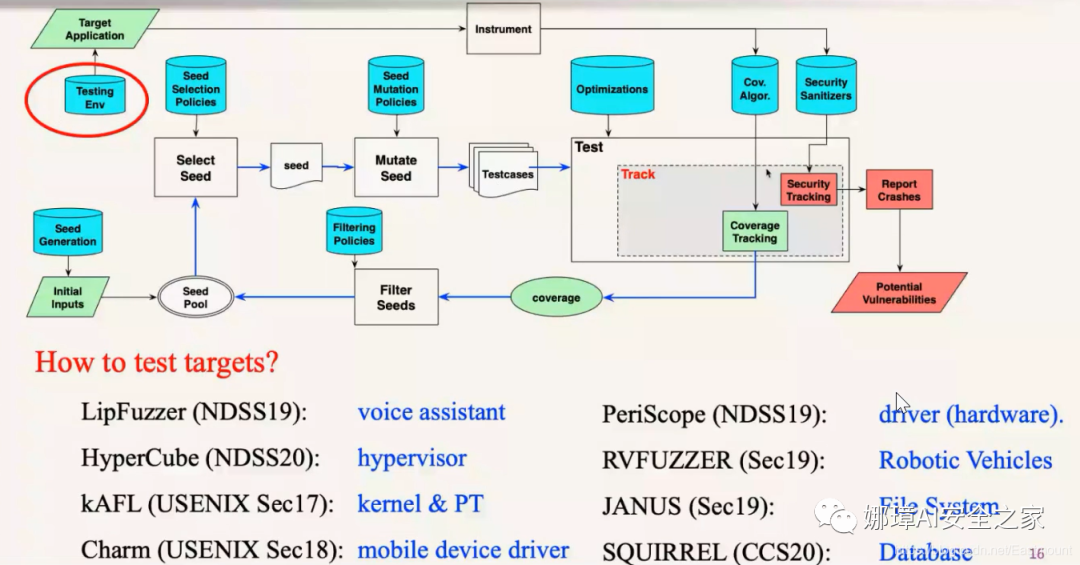 Target
Application
Instrument
Testing
Env
Seed
Selection
Policies
Seed
Mutation
Policies
Optimizations
Cov.
Algor.
Security
Sanitizers
Test
Select
Seed
seed
Mutate
Seed
Testcases
Track
Security
Tracking
Report
Crashes
Coverage
Tracking
Seed
Generation
Filtering
Policies
Initial
Inputs
Seed
Pool
Filter
Seeds
coverage
Potential
Vulnerabilities
How to test targets?
LipFuzzer (NDSS19): voice assistant
HyperCube (NDSS20): hypervisor
kAFL (USENIX Sec17): kernel & PT
Charm (USENIX Sec18): mobile device driver
PeriScope (NDSS19): driver (hardware).
RVFUZZER (Sec19): Robotic Vehicles
JANUS (Sec19): File System
SQUIRREL (CCS20): Database
娜璋AI安全之家
16